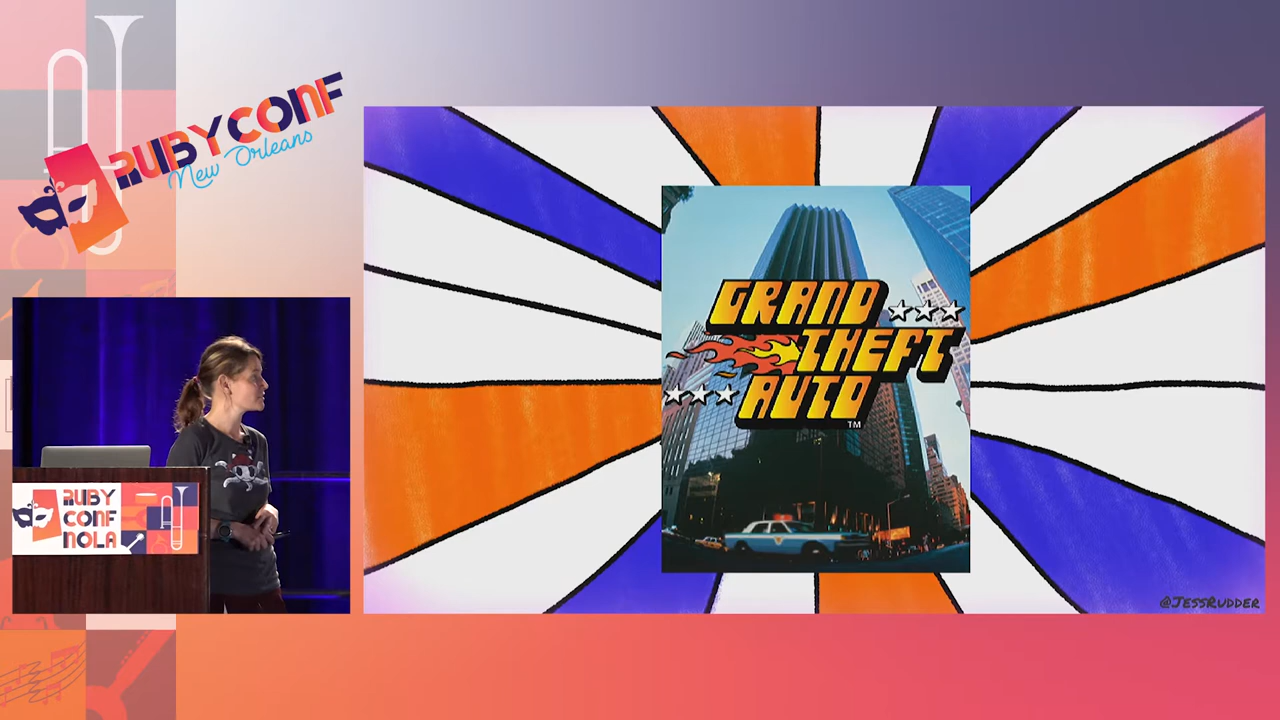 RUBYCONF
New Orleans
RUBY
CONF
NOLA
GRAND
THEFT
AUTO
TM
@JessRudder